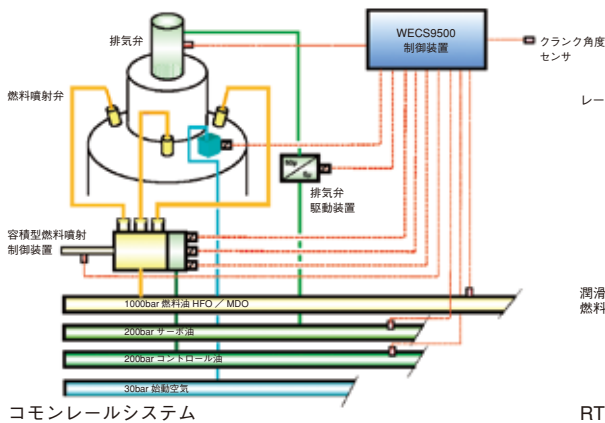 排気弁
WECS9500
制御装置
クランク角度
センサ
燃料噴射弁
レー
排気弁
駆動装置
容積型燃料噴射
制御装置
1000bar 燃料油 HFO ／ MDO
200bar サーボ油
200bar コントロール油
30bar 始動空気
潤滑
燃料
コモンレールシステム
RT